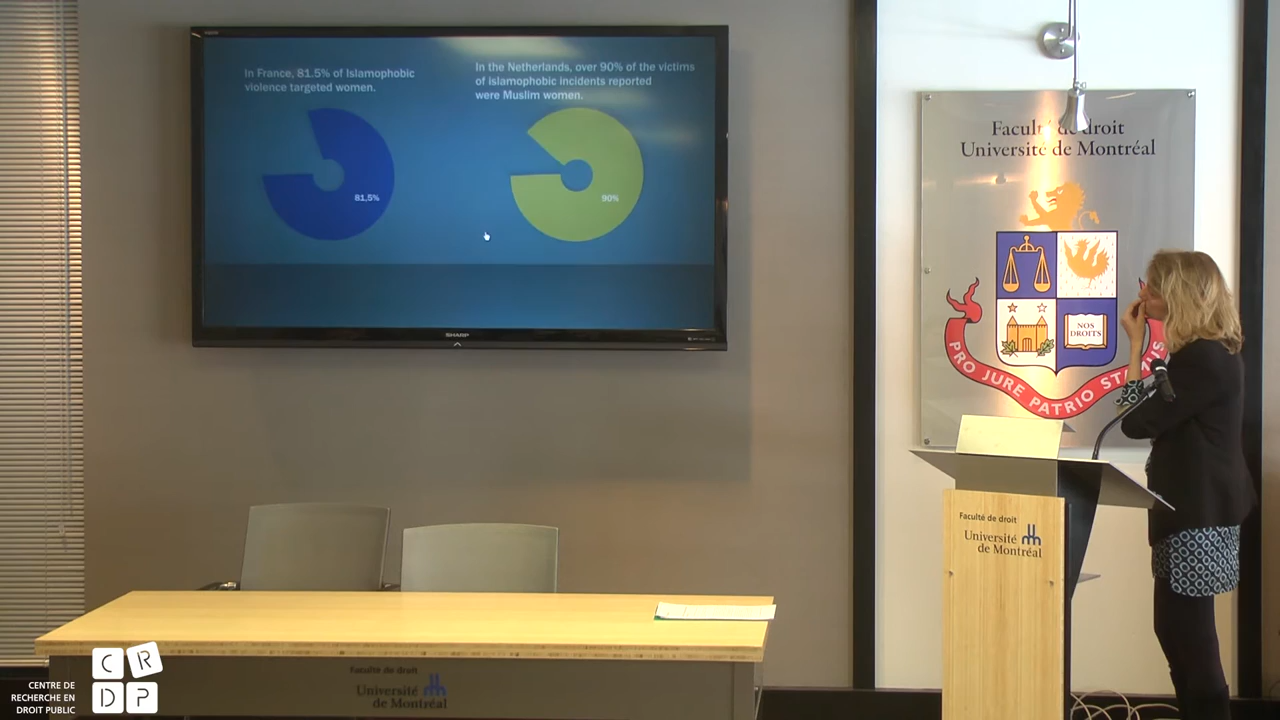 In France, 81.5% of Islamophobic
violence targeted women.
81,5%
In the Netherlands, over 90% of the victims
of islamophobic incidents reported
were Muslim women.
90%
SHARP
Faculté de droit
Université de Montréal
NOS
DROITS
PRO JURE PATRIO STAMUS
Faculté de droit
Université
de Montréal
Faculté de droit
Université
de Montréal
CENTRE DE
RECHERCHE EN
DROIT PUBLIC
CR
DP